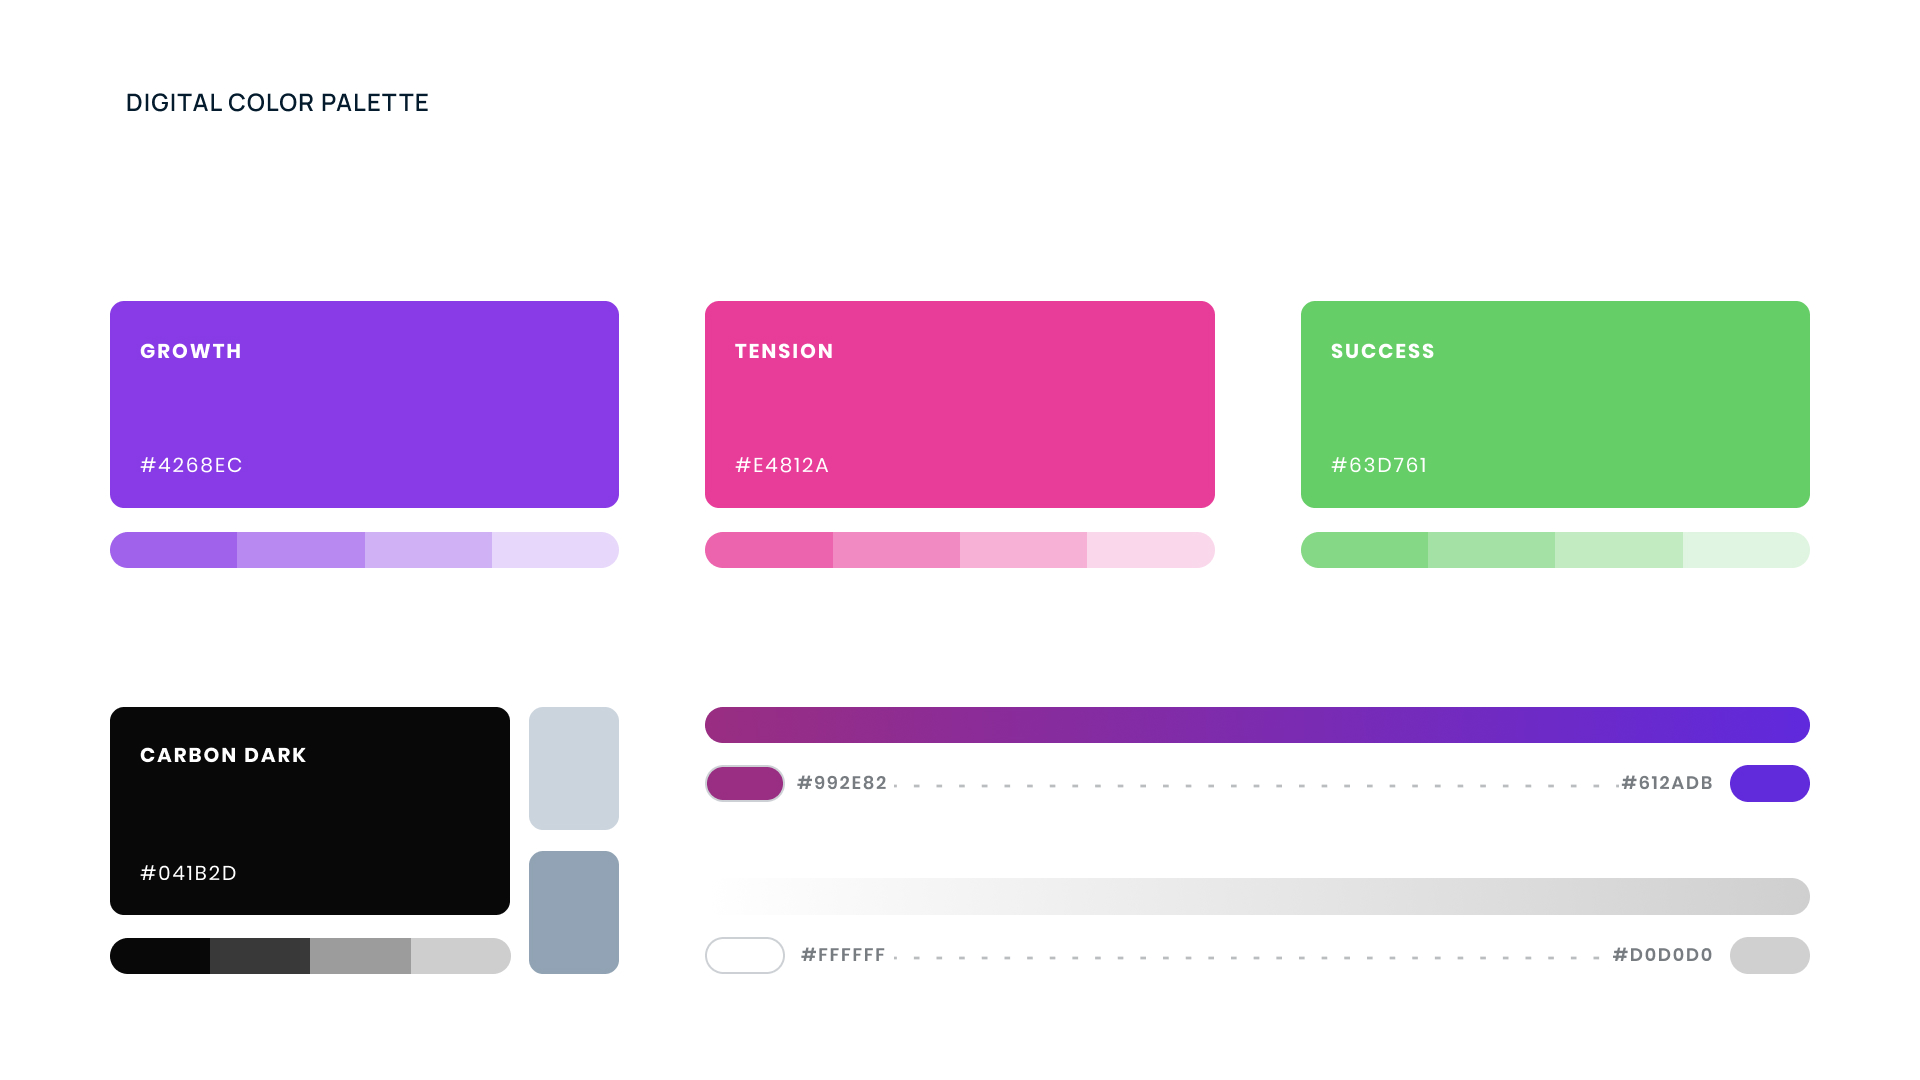 DIGITAL COLOR PALETTE
GROWTH
#4268EC
TENSION
#E4812A
SUCCESS
#63D761
CARBON DARK
#041B2D
#992E82
#612ADB
#FFFFFF
#D0D0D0